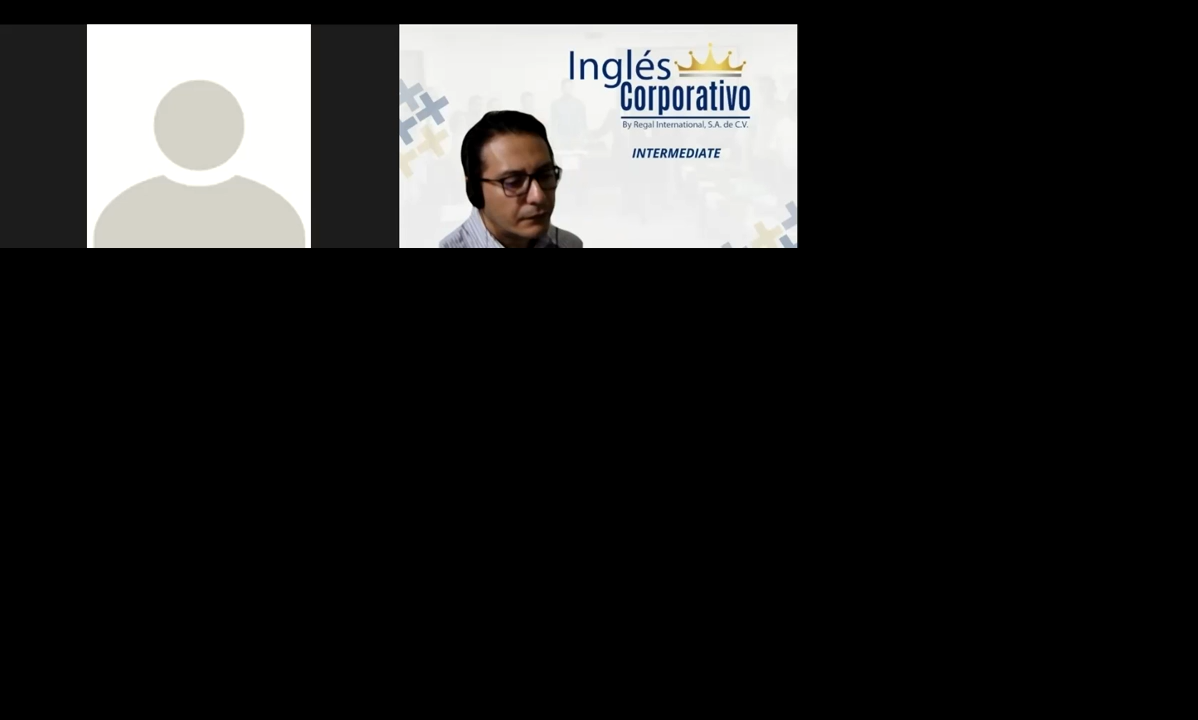 Inglés
Corporativo
By Regal International, S.A. de C.V.
INTERMEDIATE